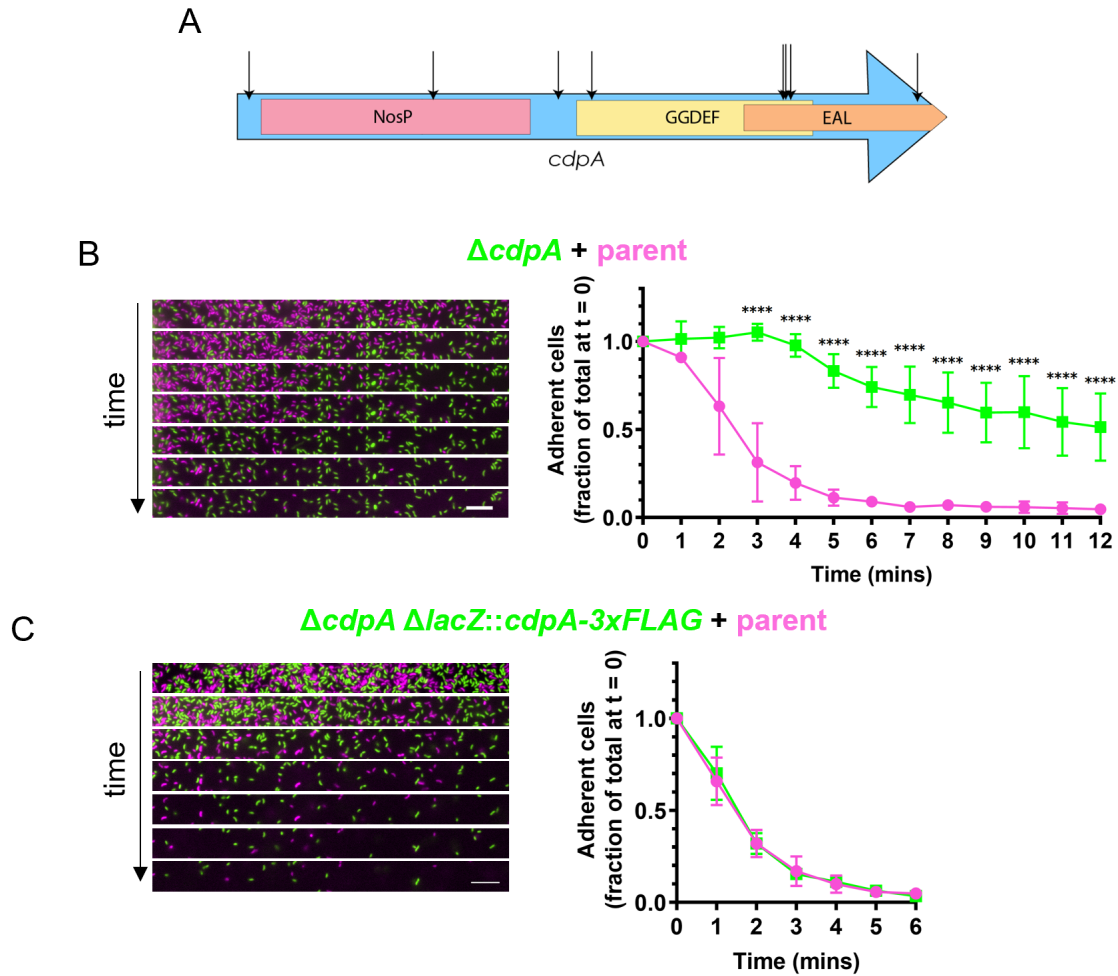 A
NosP
GGDEF
EAL
cdpA
B
ΔcdpA + parent
time
Adherent cells
(fraction of total at t = 0)
1.0
0.5
0.0
**** **** **** **** **** **** **** **** **** ****
0 1 2 3 4 5 6 7 8 9 10 11 12
Time (mins)
C
ΔcdpA ΔlacZ::cdpA-3xFLAG + parent
time
Adherent cells
(fraction of total at t = 0)
1.0
0.5
0.0
0 1 2 3 4 5 6
Time (mins)